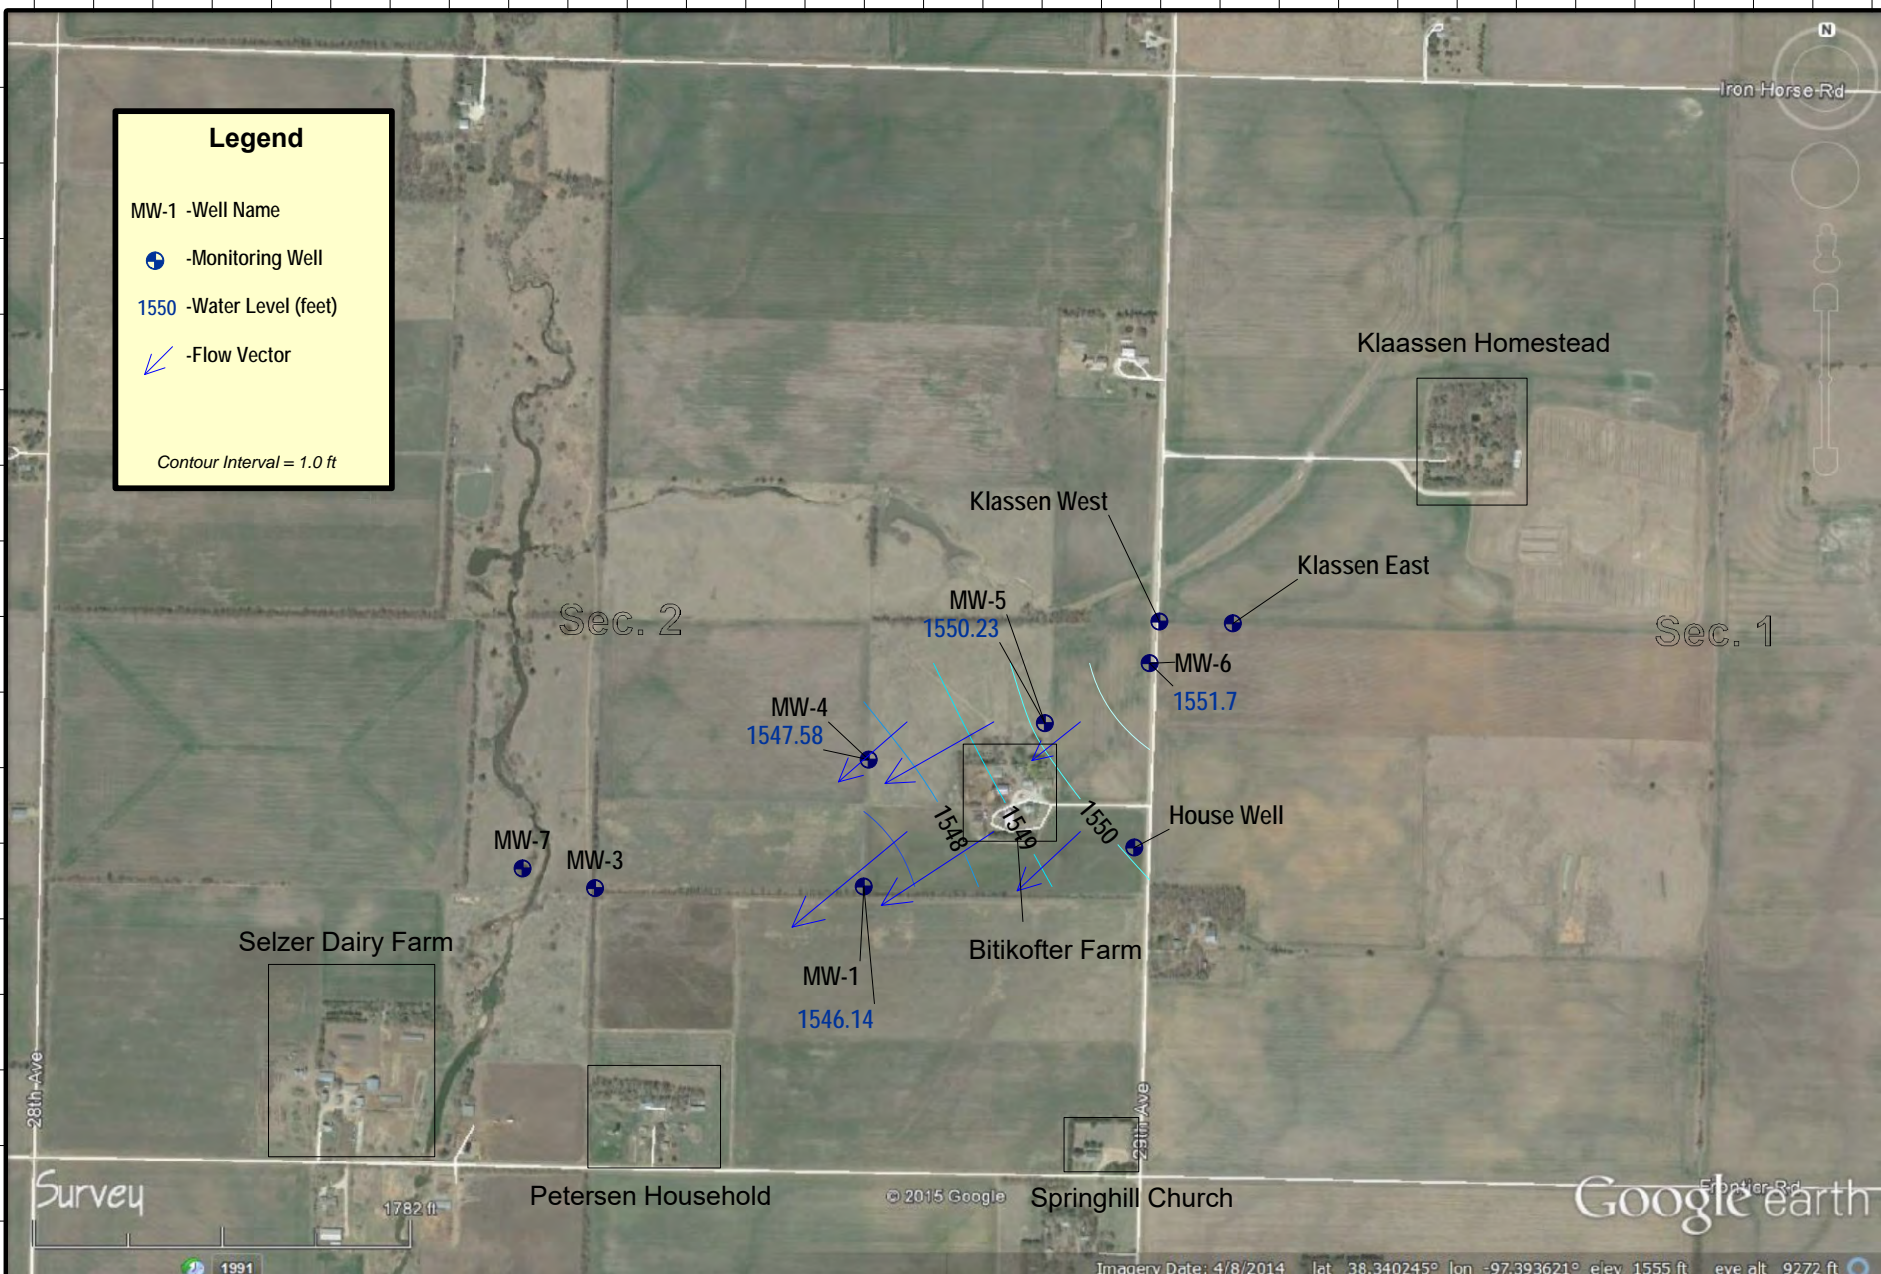 Iron Horse Rd
N
Legend
MW-1 -Well Name
-Monitoring Well
1550 -Water Level (feet)
-Flow Vector
Contour Interval = 1.0 ft
Klaassen Homestead
Klassen West
Klassen East
MW-5
1550.23
Sec. 2
Sec. 1
MW-6
1551.7
MW-4
1547.58
1548
1549
1550
House Well
MW-7
MW-3
Selzer Dairy Farm
Bitikofter Farm
MW-1
1546.14
28th Ave
29th Ave
Survey
1782 ft
Petersen Household
© 2015 Google
Springhill Church
Frontier Rd
Google earth
1991
Imagery Date: 4/8/2014 lat 38.340245° lon -97.393621° elev 1555 ft eye alt 9272 ft